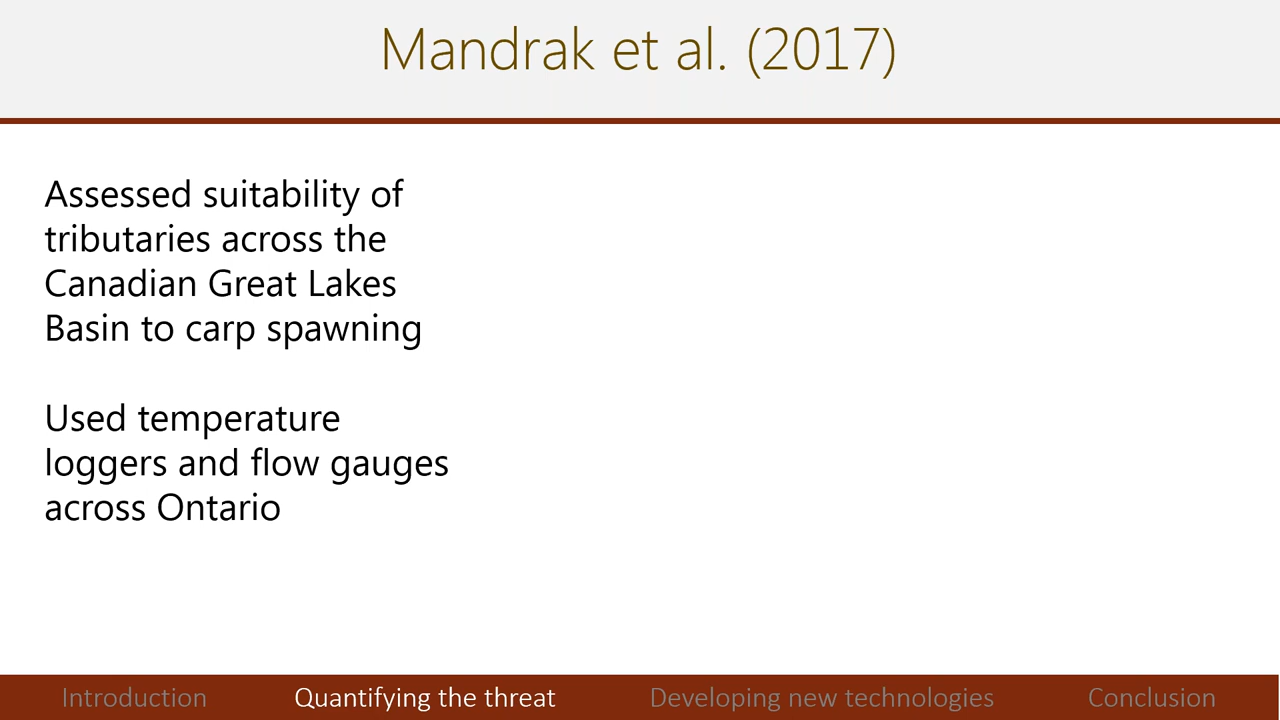 Mandrak et al. (2017)
Assessed suitability of
tributaries across the
Canadian Great Lakes
Basin to carp spawning
Used temperature
loggers and flow gauges
across Ontario
Introduction Quantifying the threat Developing new technologies Conclusion